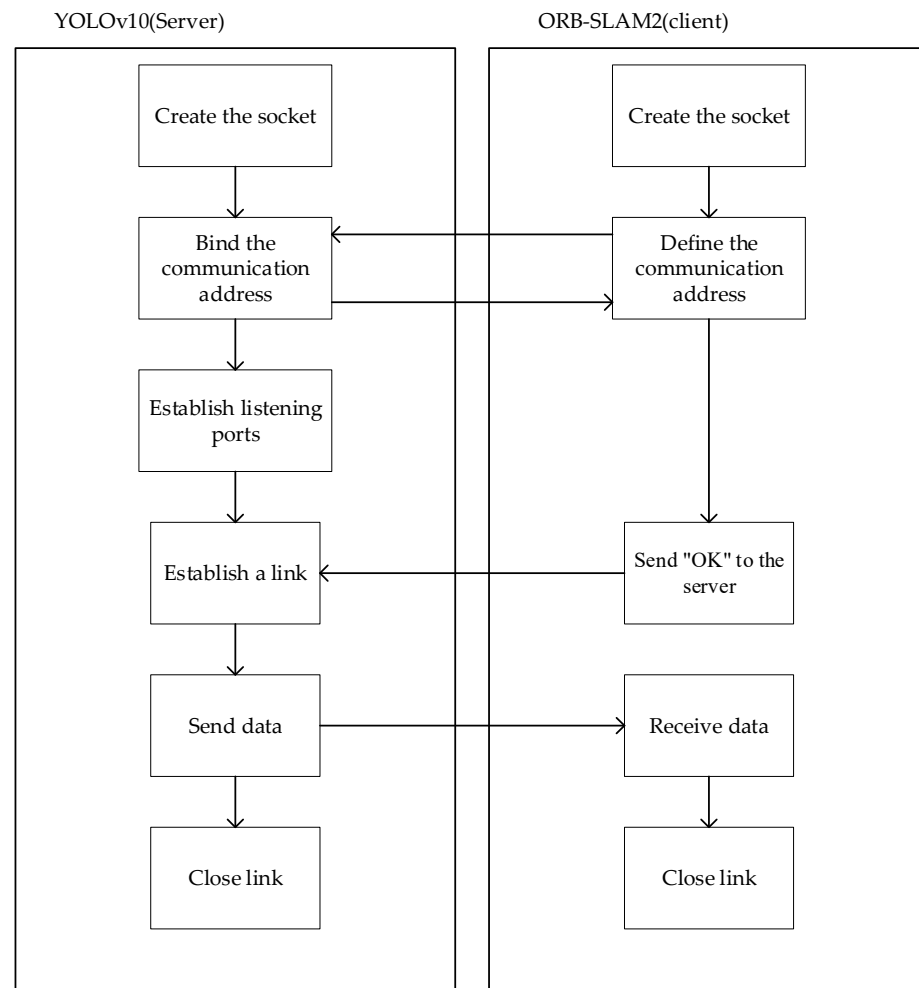 YOLOv10(Server)
Create the socket
Bind the
communication
address
Establish listening
ports
Establish a link
Send data
Close link
ORB-SLAM2(client)
Create the socket
Define the
communication
address
Send "OK" to the
server
Receive data
Close link